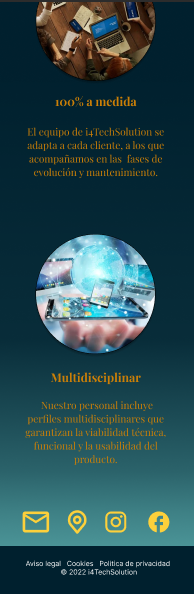 100% a medida
El equipo de i4TechSolution se
adapta a cada cliente, a los que
acompañamos en las fases de
evolución y mantenimiento.
Multidisciplinar
Nuestro personal incluye
perfiles multidisciplinares que
garantizan la viabilidad técnica,
funcional y la usabilidad del
producto.
Aviso legal Cookies Politica de privacidad
© 2022 i4TechSolution